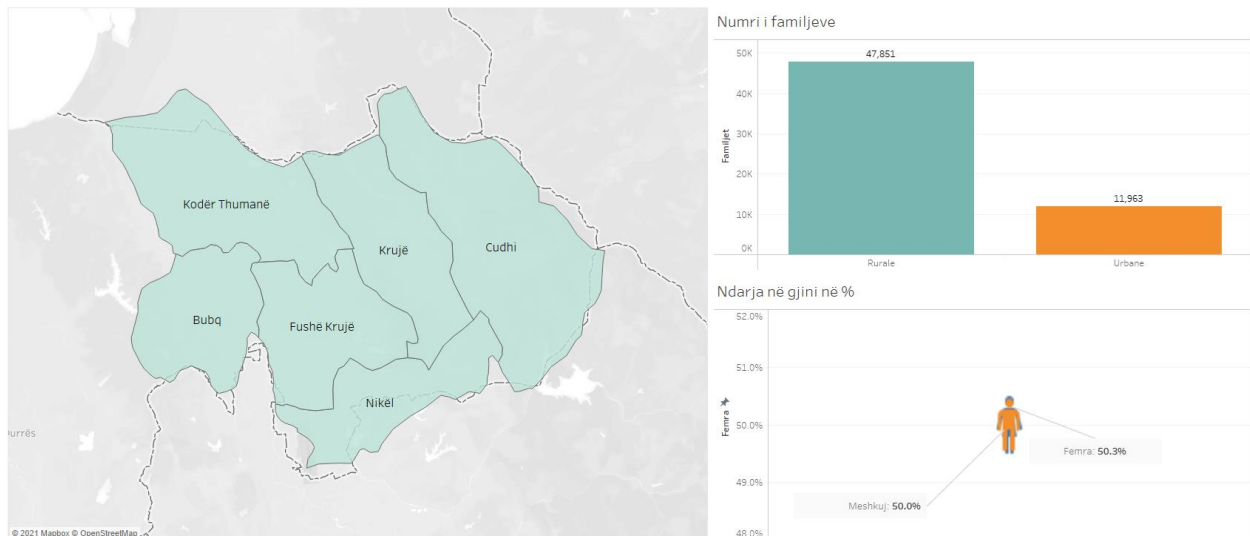 Kodër Thumanë
Krujë
Cudhi
Bubq
Fushë Krujë
Nikël
© 2021 Mapbox © OpenStreetMap
Numri i familjeve
Familjet
50K
40K
30K
20K
10K
0K
47,851
11,963
Rurale
Urbane
Ndarja në gjini në %
Femra
52.0%
51.0%
50.0%
49.0%
48.0%
Femra: 50.3%
Meshkuj: 50.0%